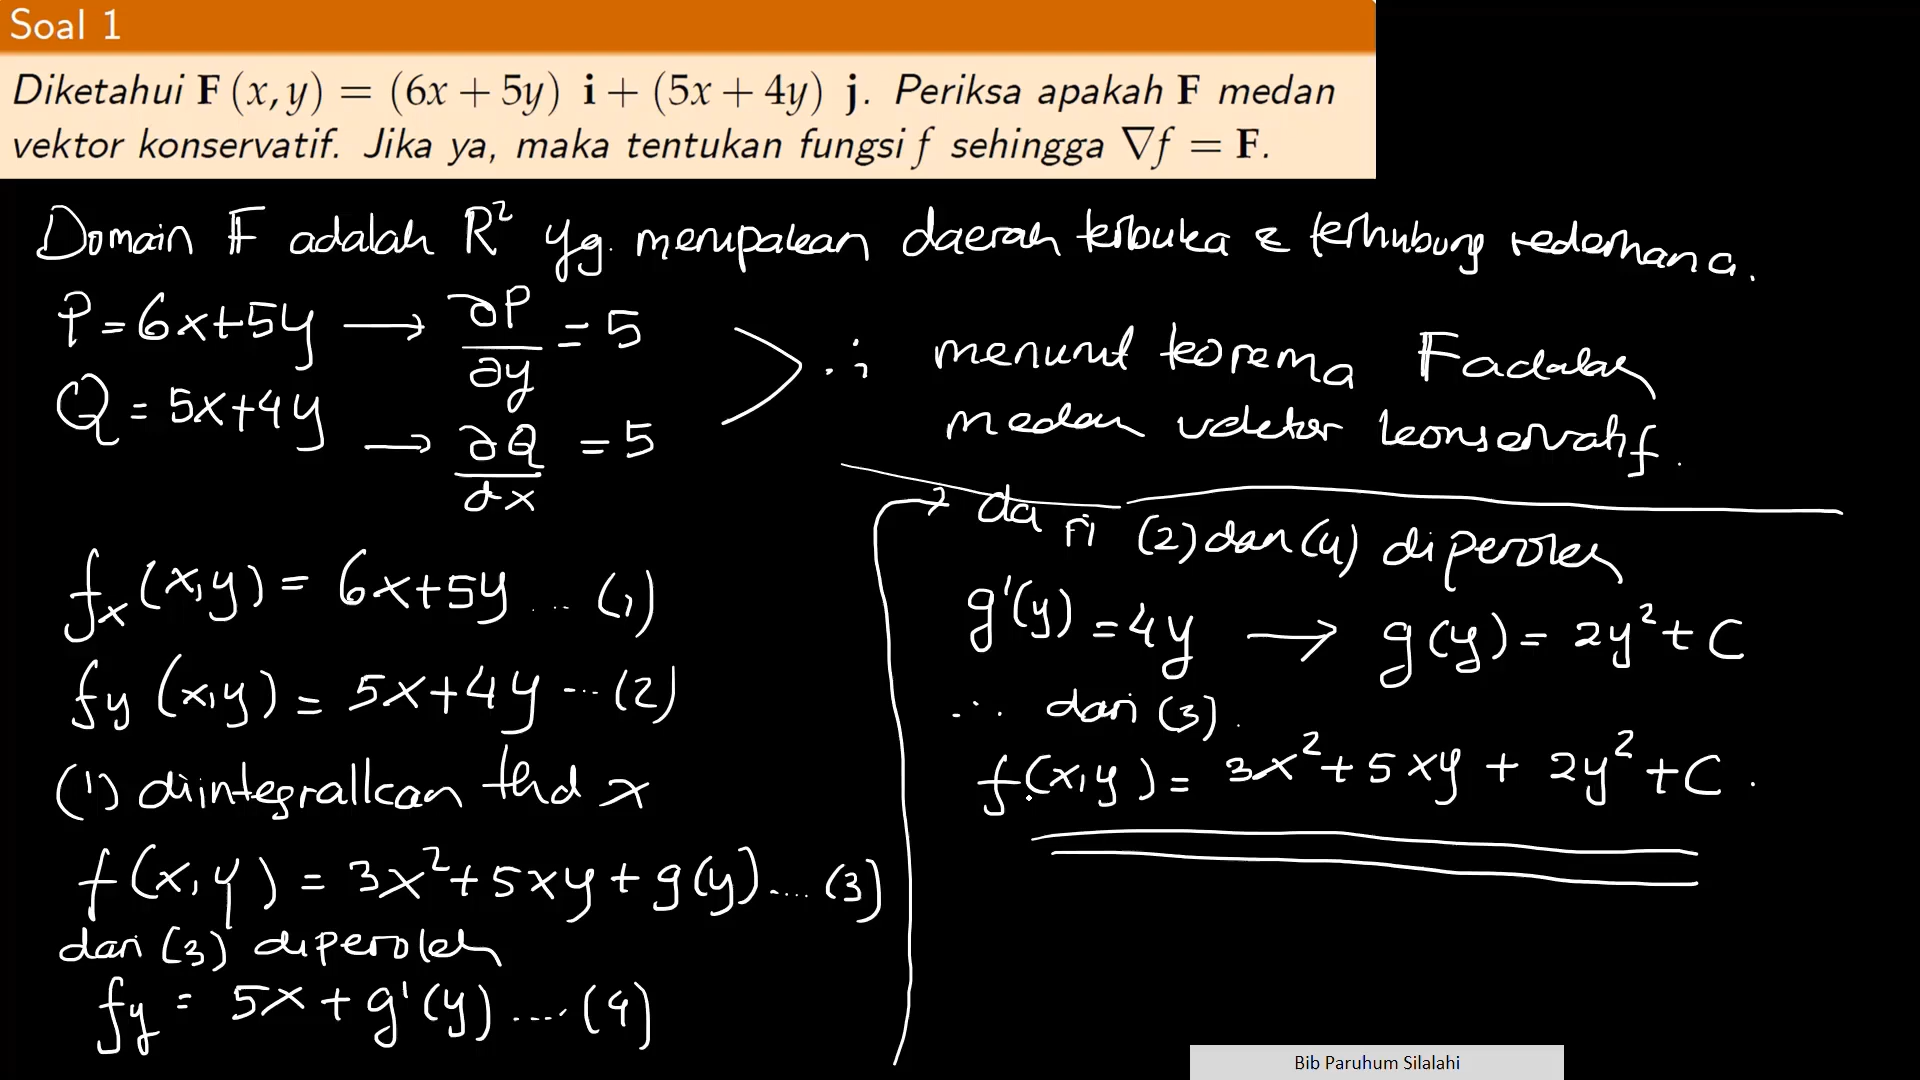 Soal 1
Diketahui F (x, y) = (6x + 5y) i + (5x + 4y) j. Periksa apakah F medan
vektor konservatif. Jika ya, maka tentukan fungsi f sehingga ∇f = F.
Domain F adalah R² yg. merupakan daerah terbuka & terhubung sederhana.
P = 6x+5y → ∂P/∂y = 5
Q = 5x+4y → ∂Q/∂x = 5
∴ menurut teorema F adalah
medan vektor konservatif.
fx (x,y) = 6x+5y ... (1)
fy (x,y) = 5x+4y ... (2)
(1) diintegralkan thd x
f(x,y) = 3x²+5xy+g(y) .... (3)
dari (3) diperoleh
fy = 5x+g'(y) .... (4)
→ dari (2) dan (4) diperoleh
g'(y) = 4y → g(y) = 2y²+C
∴ dari (3).
f(x,y) = 3x²+5xy + 2y²+C.
Bib Paruhum Silalahi